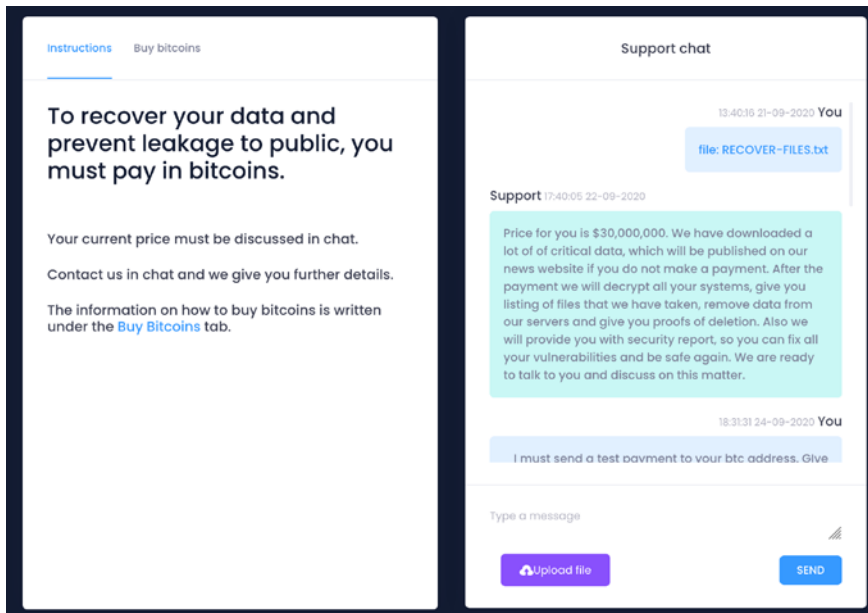 Instructions Buy bitcoins
To recover your data and
prevent leakage to public, you
must pay in bitcoins.
Your current price must be discussed in chat.
Contact us in chat and we give you further details.
The information on how to buy bitcoins is written
under the Buy Bitcoins tab.
Support chat
13:40:16 21-09-2020 You
file: RECOVER-FILES.txt
Support 17:40:05 22-09-2020
Price for you is $30,000,000. We have downloaded a
lot of of critical data, which will be published on our
news website if you do not make a payment. After the
payment we will decrypt all your systems, give you
listing of files that we have taken, remove data from
our servers and give you proofs of deletion. Also we
will provide you with security report, so you can fix all
your vulnerabilities and be safe again. We are ready
to talk to you and discuss on this matter.
18:31:31 24-09-2020 You
I must send a test payment to your btc address. Give
Type a message
Upload file
SEND